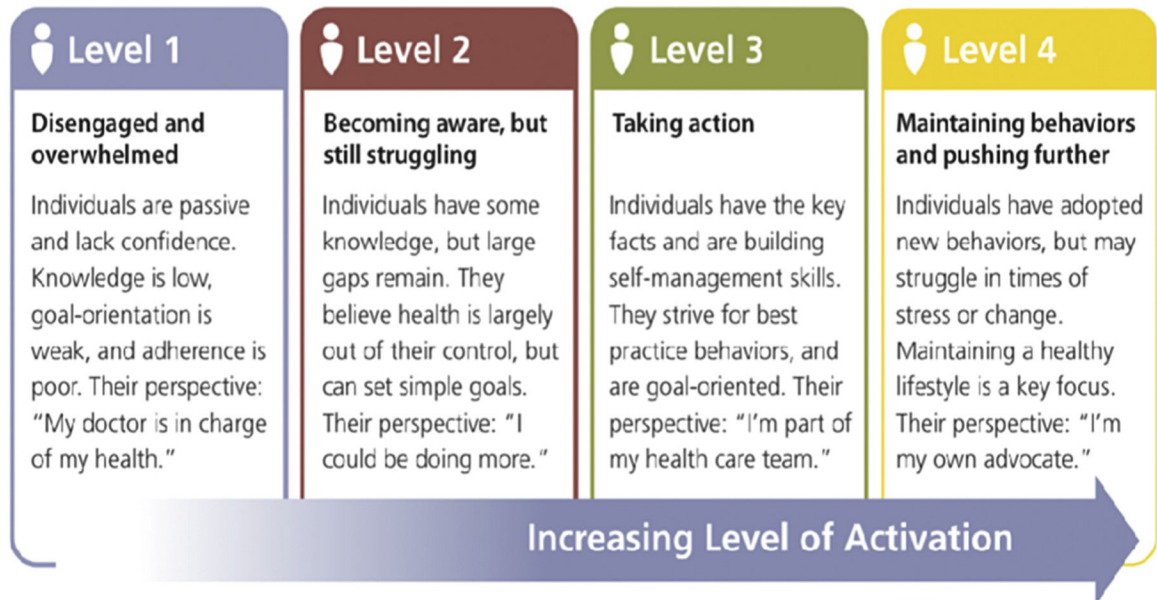 Level 1
Disengaged and
overwhelmed
Individuals are passive
and lack confidence.
Knowledge is low,
goal-orientation is
weak, and adherence is
poor. Their perspective:
“My doctor is in charge
of my health.”
Level 2
Becoming aware, but
still struggling
Individuals have some
knowledge, but large
gaps remain. They
believe health is largely
out of their control, but
can set simple goals.
Their perspective: “I
could be doing more.”
Level 3
Taking action
Individuals have the key
facts and are building
self-management skills.
They strive for best
practice behaviors, and
are goal-oriented. Their
perspective: “I’m part of
my health care team.”
Level 4
Maintaining behaviors
and pushing further
Individuals have adopted
new behaviors, but may
struggle in times of
stress or change.
Maintaining a healthy
lifestyle is a key focus.
Their perspective: “I’m
my own advocate.”
Increasing Level of Activation